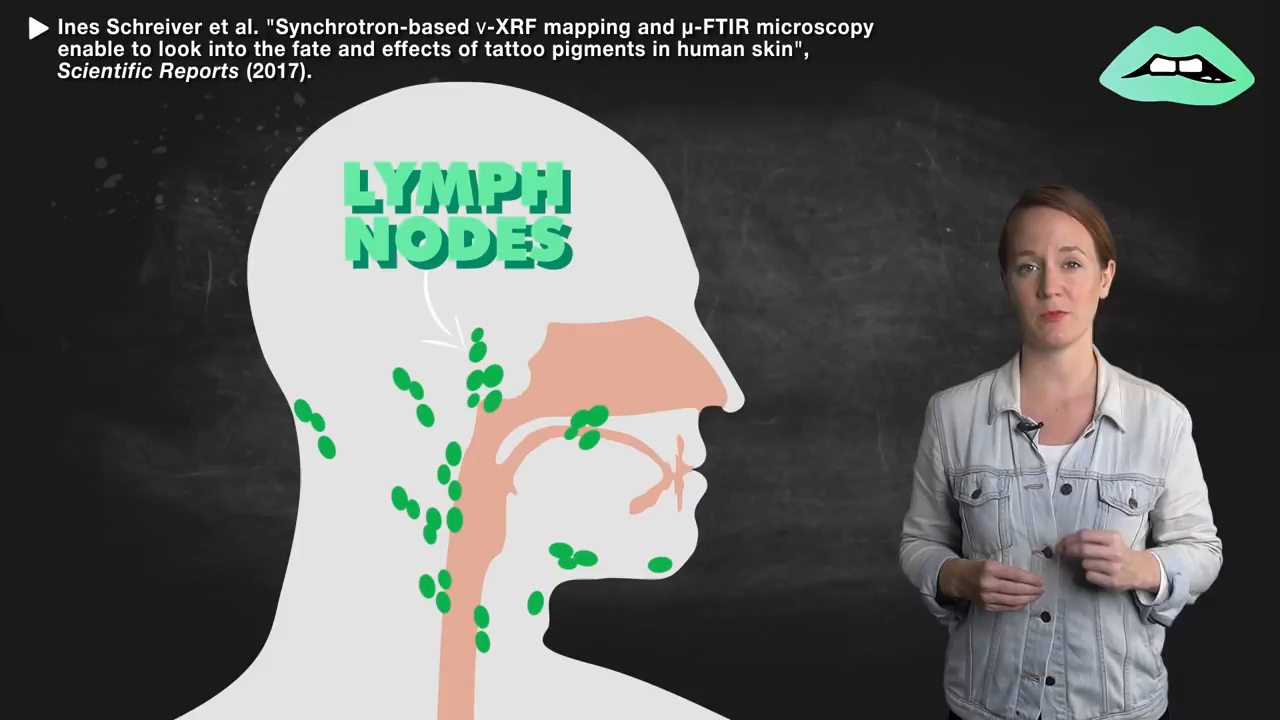 Ines Schreiver et al. "Synchrotron-based ν-XRF mapping and μ-FTIR microscopy
enable to look into the fate and effects of tattoo pigments in human skin",
Scientific Reports (2017).
LYMPH
NODES